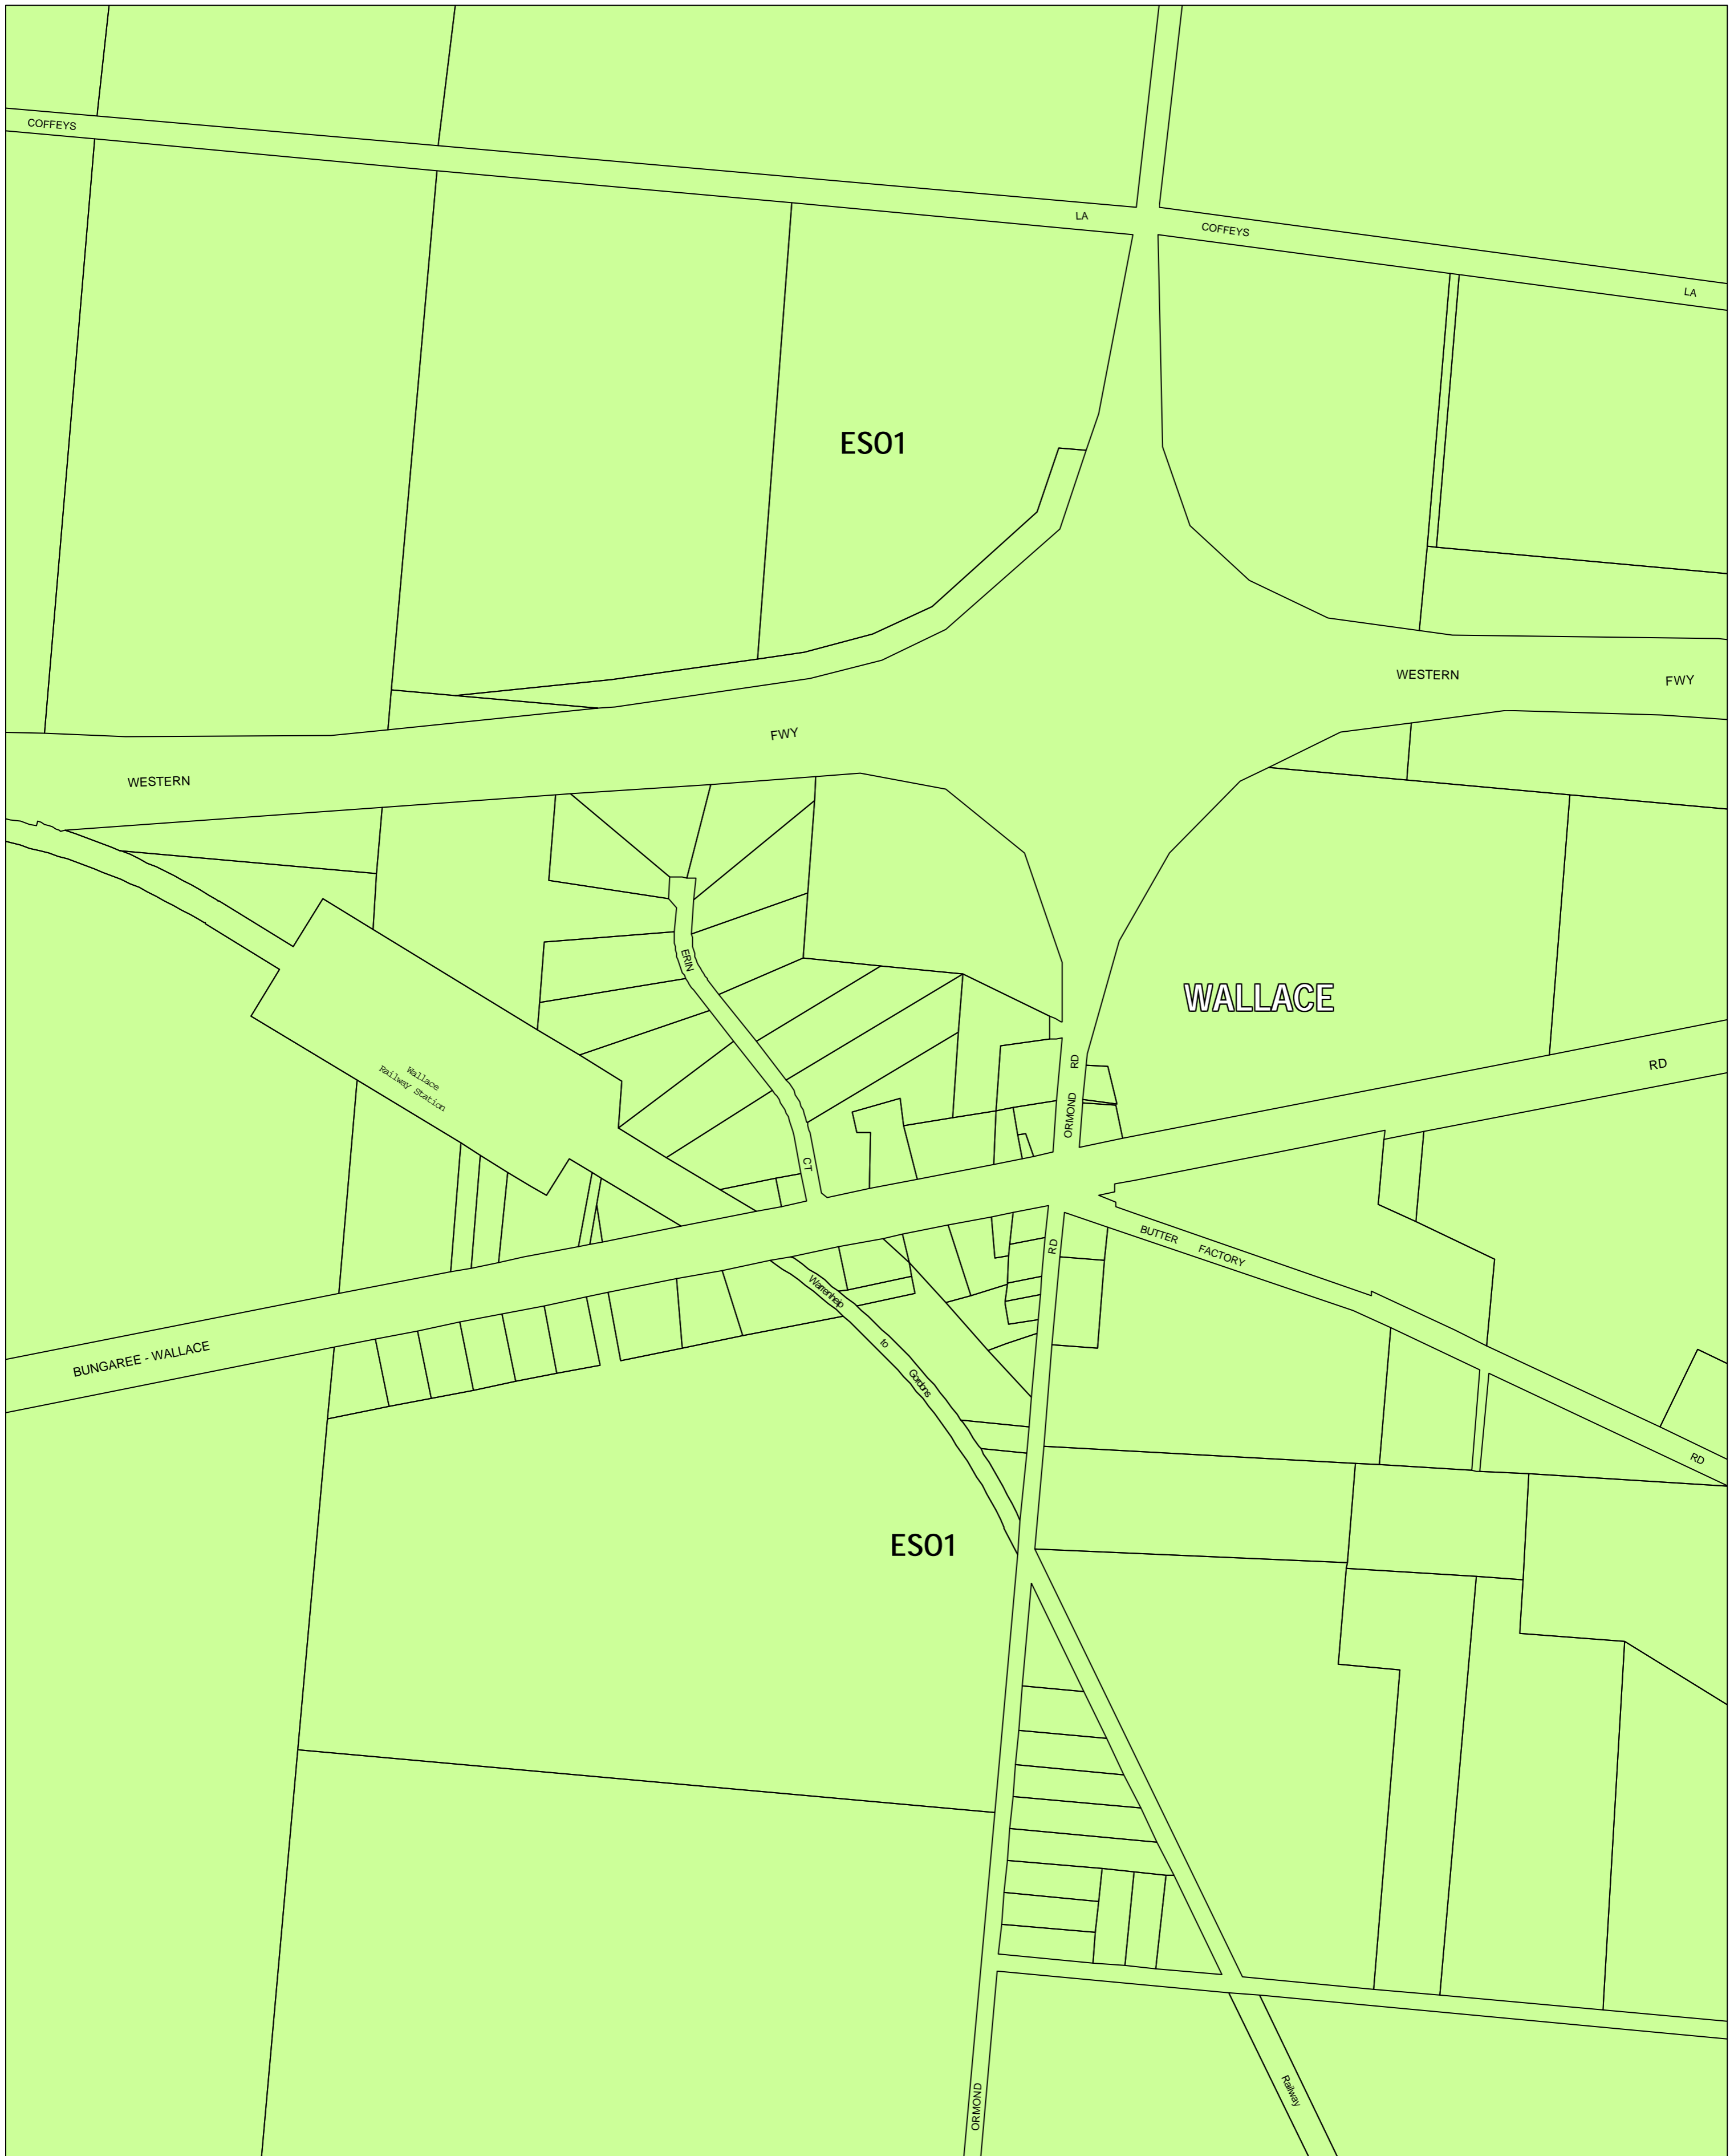 COFFEYS
LA
COFFEYS
LA
ESO1
WESTERN
FWY
FWY
WESTERN
ERIN
WALLACE
RD
RD
Wallace
Railway Station
ORMOND
CT
RD
BUTTER FACTORY
Warrenheip
to
Gordons
BUNGAREE - WALLACE
RD
ESO1
Railway
ORMOND